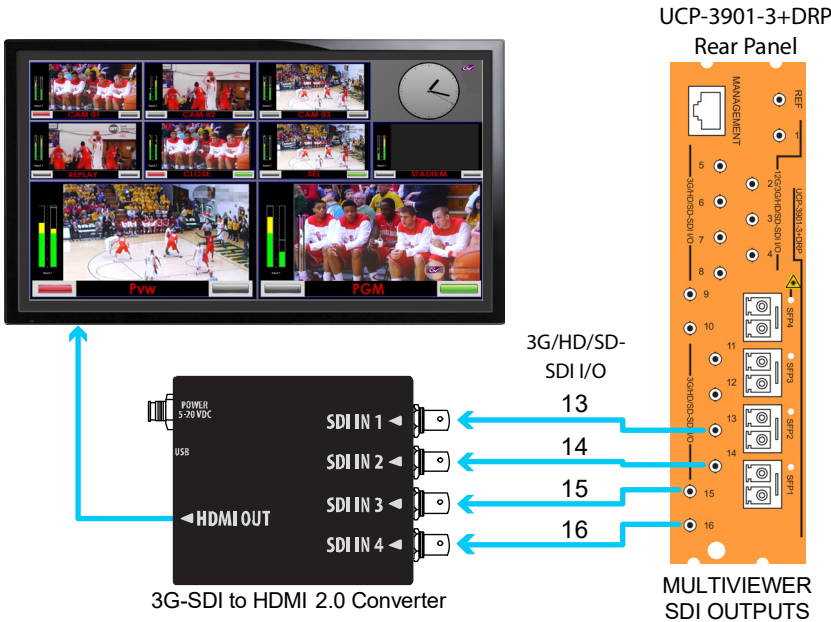 UCP-3901-3+DRP
Rear Panel
CAM 01
CAM 02
CAM 03
REPLAY
CLOSE
SEL
STADIUM
Pvw
PGM
Input 1
Input 1
MANAGEMENT
REF
1
5
6
7
8
3G/HD/SD-SDI I/O
2
3
4
12G/3G/HD/SD-SDI I/O
UCP-3901-3+DRP
9
10
11
12
13
14
15
16
3G/HD/SD-SDI I/O
SFP4
SFP3
SFP2
SFP1
3G/HD/SD-
SDI I/O
13
14
15
16
POWER
5-20 VDC
USB
HDMI OUT
SDI IN 1
SDI IN 2
SDI IN 3
SDI IN 4
3G-SDI to HDMI 2.0 Converter
MULTIVIEWER
SDI OUTPUTS